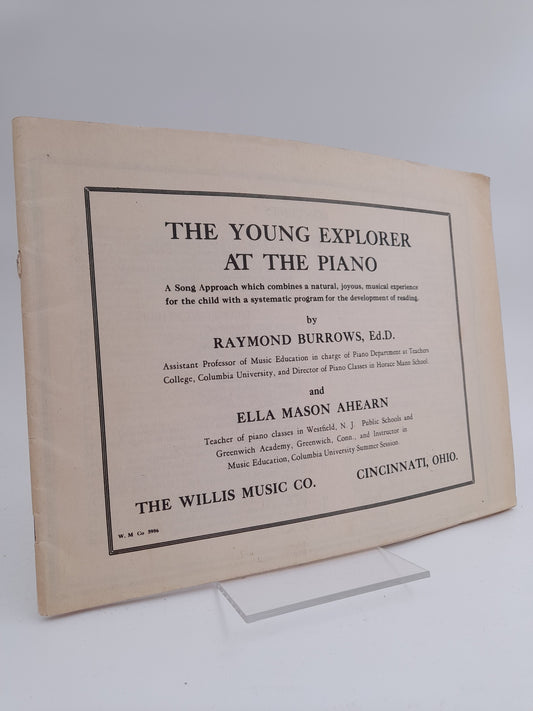 THE YOUNG EXPLORER
AT THE PIANO
A Song Approach which combines a natural, joyous, musical experience
for the child with a systematic program for the development of reading.
by
RAYMOND BURROWS, Ed.D.
Assistant Professor of Music Education in charge of Piano Department at Teachers
College, Columbia University, and Director of Piano Classes in Horace Mann School.
and
ELLA MASON AHEARN
Teacher of piano classes in Westfield, N. J. Public Schools and
Greenwich Academy, Greenwich, Conn., and Instructor in
Music Education, Columbia University Summer Session.
THE WILLIS MUSIC CO. CINCINNATI, OHIO.
W. M Co 5996